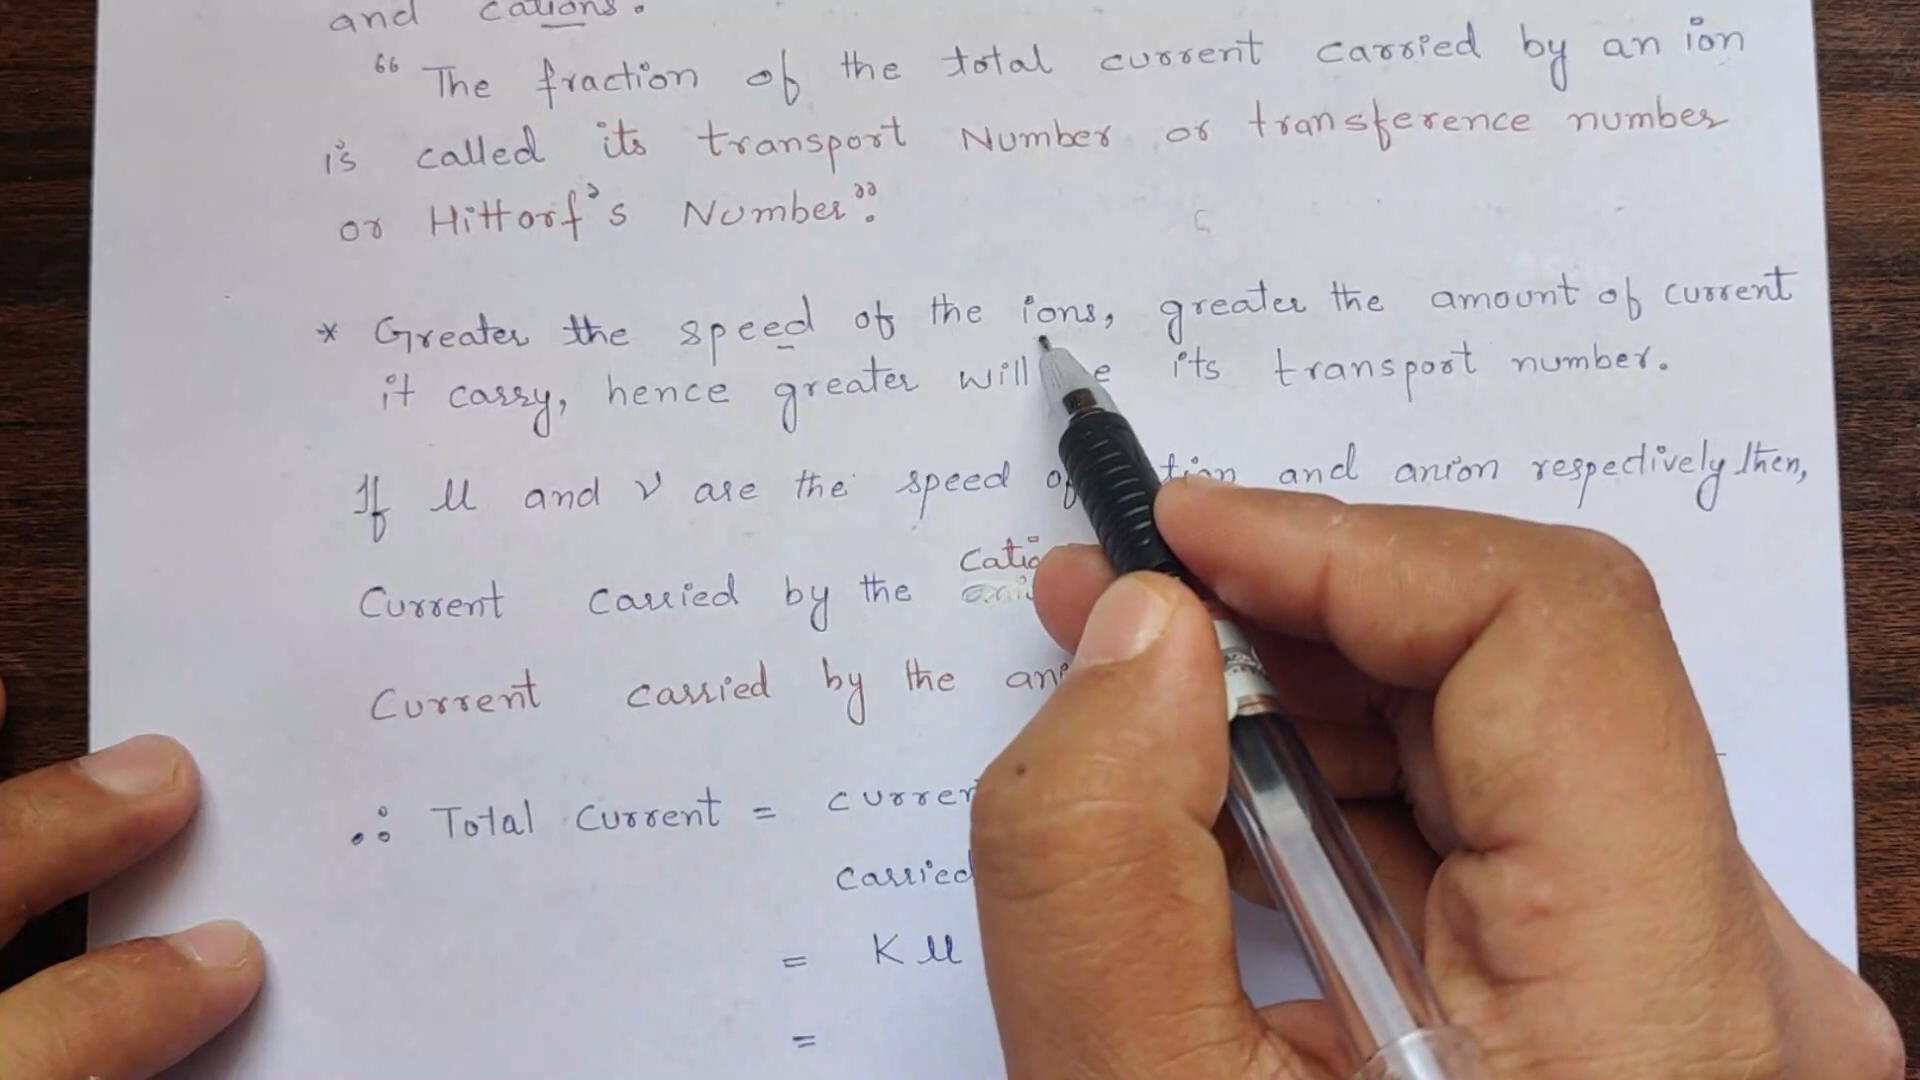 and cations.
"The fraction of the total current carried by an ion
is called its transport Number or transference number
or Hittorf's Number".
* Greater the speed of the ions, greater the amount of current
it carry, hence greater will its transport number.
If u and v are the speed and anion respectively then,
Current carried by the
Current carried by the
∴ Total Current =
carried
= K u
=